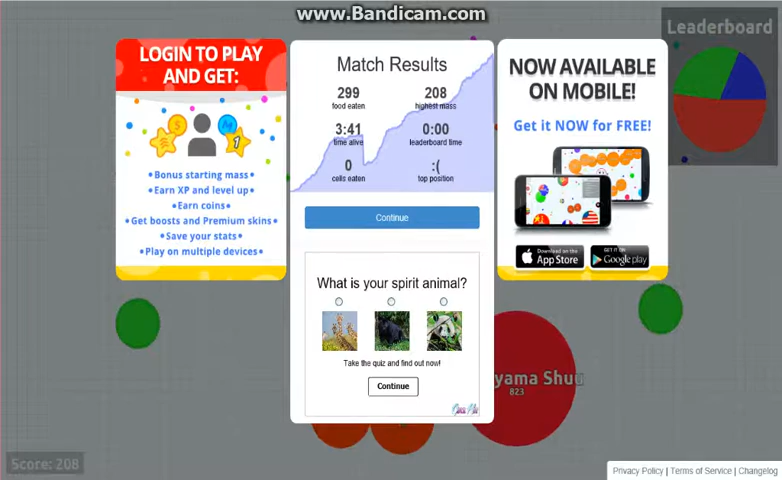 www.Bandicam.com
Leaderboard
LOGIN TO PLAY
AND GET:
• Bonus starting mass •
• Earn XP and level up •
• Earn coins •
• Get boosts and Premium skins •
• Save your stats •
• Play on multiple devices •
Match Results
299
food eaten
208
highest mass
3:41
time alive
0:00
leaderboard time
0
cells eaten
:(
top position
Continue
What is your spirit animal?
Take the quiz and find out now!
Continue
NOW AVAILABLE
ON MOBILE!
Get it NOW for FREE!
Download on the
App Store
GET IT ON
Google play
yama Shuu
823
Score: 208
Privacy Policy | Terms of Service | Changelog